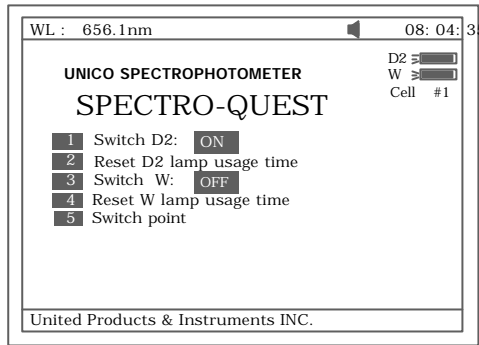 WL : 656.1nm 08: 04: 35
D2
UNICO SPECTROPHOTOMETER W
SPECTRO-QUEST Cell #1
1 Switch D2: ON
2 Reset D2 lamp usage time
3 Switch W: OFF
4 Reset W lamp usage time
5 Switch point
United Products & Instruments INC.